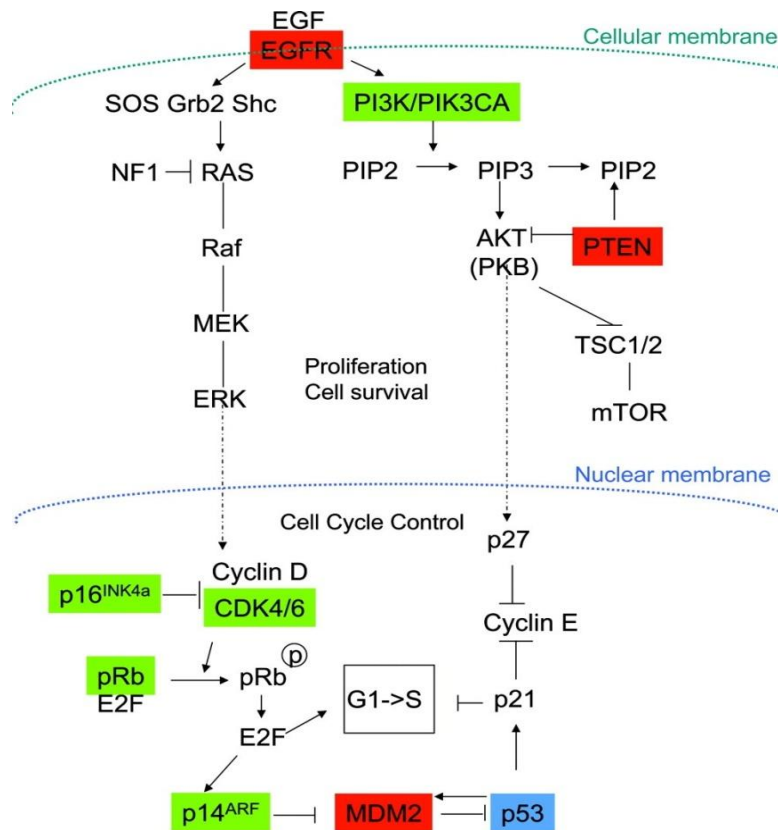 EGF
EGFR
Cellular membrane
SOS Grb2 Shc
PI3K/PIK3CA
NF1
RAS
PIP2
PIP3
PIP2
Raf
AKT
(PKB)
PTEN
MEK
TSC1/2
Proliferation
Cell survival
ERK
mTOR
Nuclear membrane
Cell Cycle Control
p27
Cyclin D
p16INK4a
CDK4/6
Cyclin E
pRb
E2F
pRb
p
G1->S
p21
E2F
p14ARF
MDM2
p53